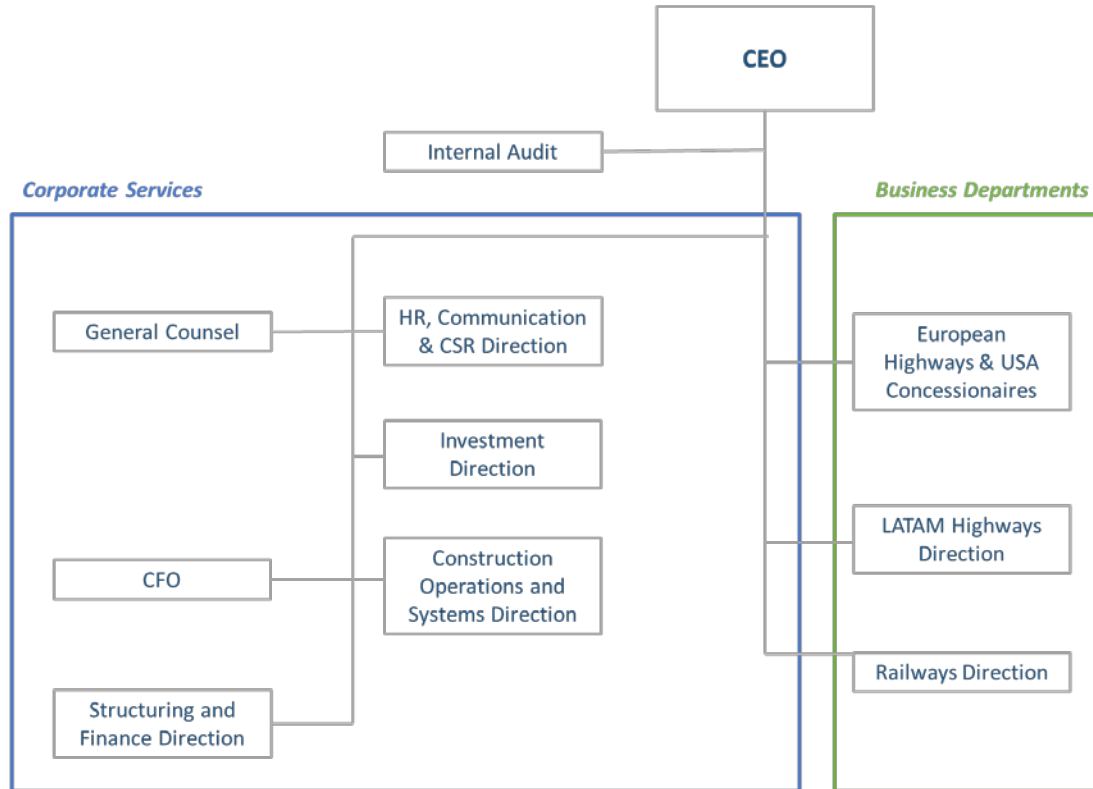 CEO
Internal Audit
Corporate Services
Business Departments
General Counsel
HR, Communication
& CSR Direction
European
Highways & USA
Concessionaires
Investment
Direction
LATAM Highways
Direction
CFO
Construction
Operations and
Systems Direction
Railways Direction
Structuring and
Finance Direction